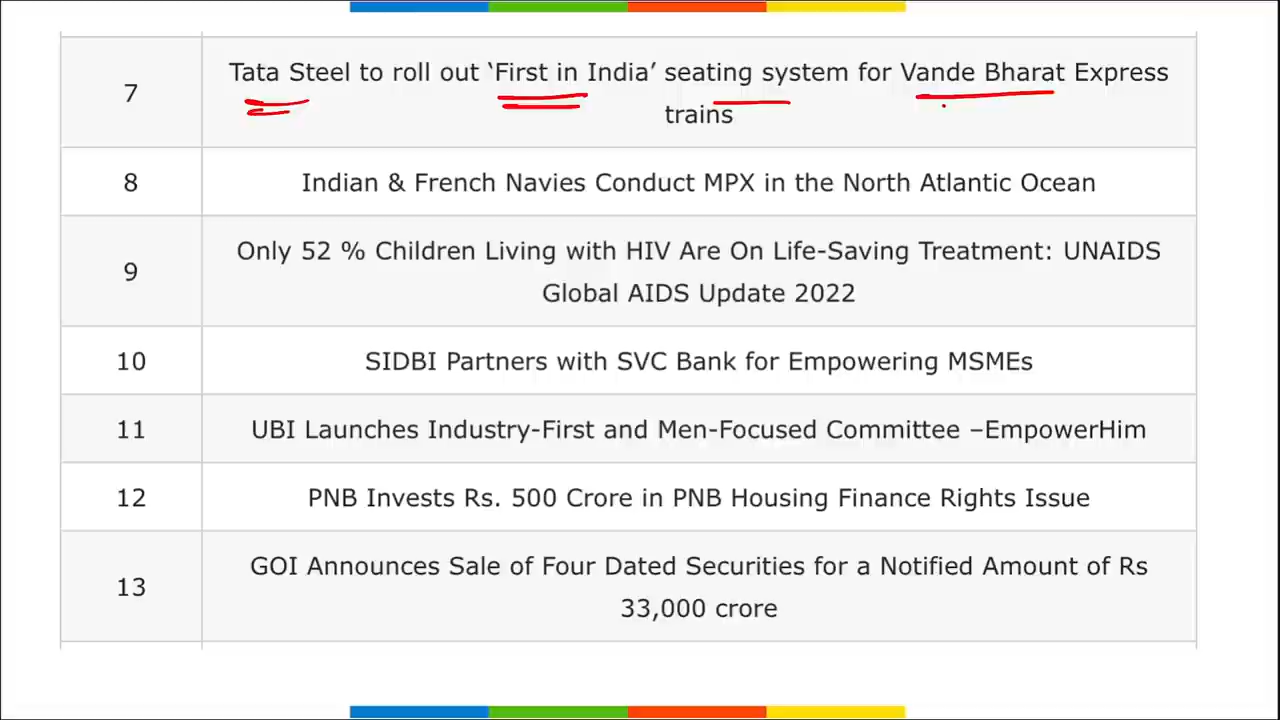 7
Tata Steel to roll out ‘First in India’ seating system for Vande Bharat Express
trains
8
Indian & French Navies Conduct MPX in the North Atlantic Ocean
9
Only 52 % Children Living with HIV Are On Life-Saving Treatment: UNAIDS
Global AIDS Update 2022
10
SIDBI Partners with SVC Bank for Empowering MSMEs
11
UBI Launches Industry-First and Men-Focused Committee –EmpowerHim
12
PNB Invests Rs. 500 Crore in PNB Housing Finance Rights Issue
13
GOI Announces Sale of Four Dated Securities for a Notified Amount of Rs
33,000 crore